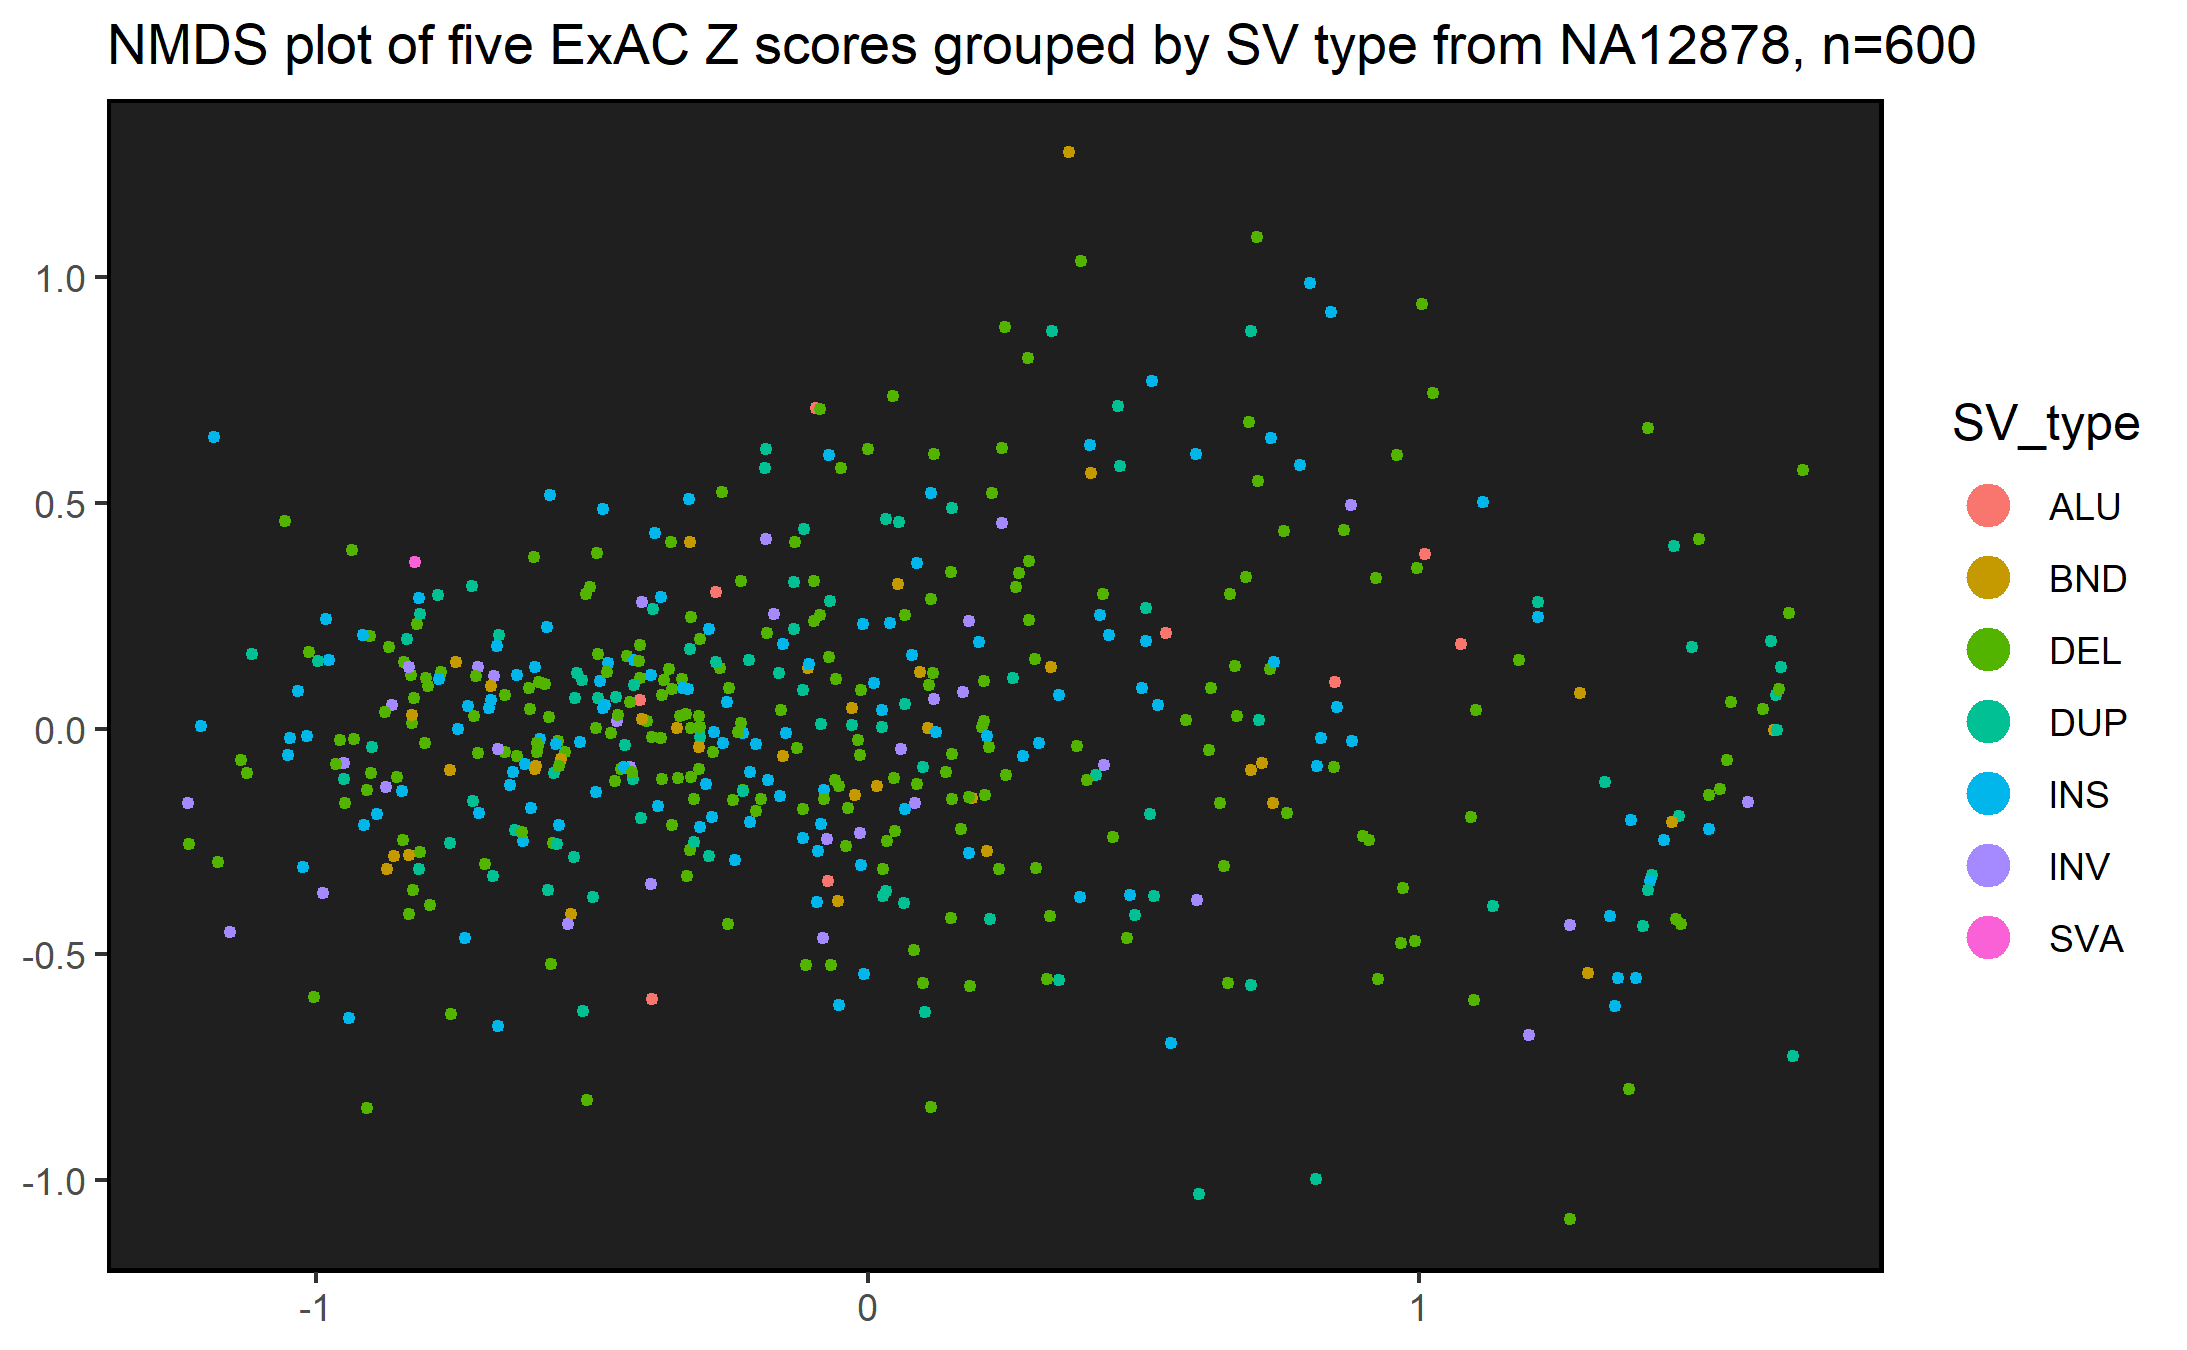 NMDS plot of five ExAC Z scores grouped by SV type from NA12878, n=600
1.0
0.5
0.0
-0.5
-1.0
-1
0
1
SV_type
ALU
BND
DEL
DUP
INS
INV
SVA